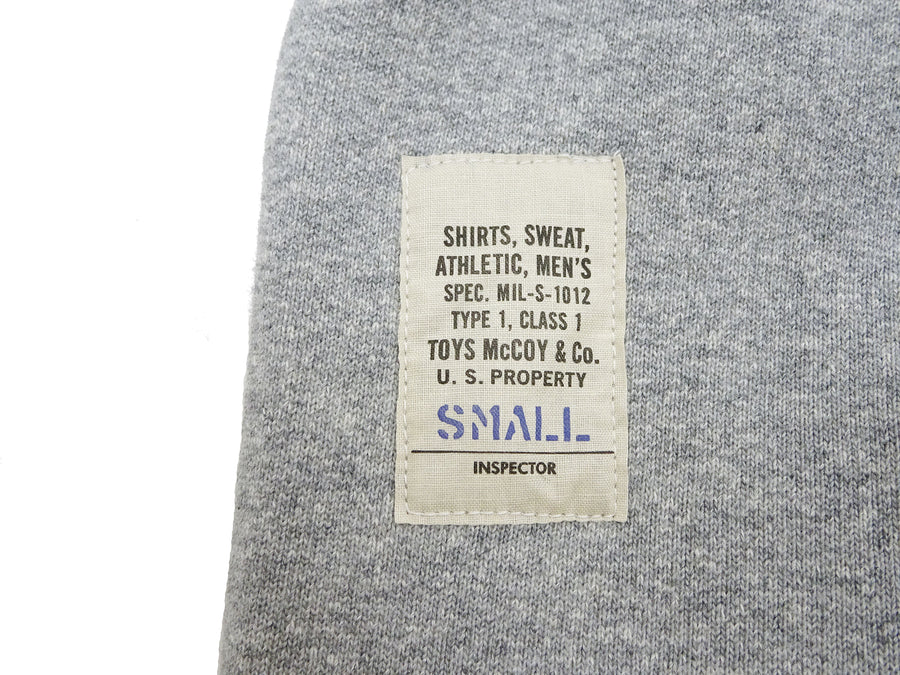 SHIRTS, SWEAT,
ATHLETIC, MEN'S
SPEC. MIL-S-1012
TYPE 1, CLASS 1
TOYS McCOY & Co.
U. S. PROPERTY
SMALL
INSPECTOR